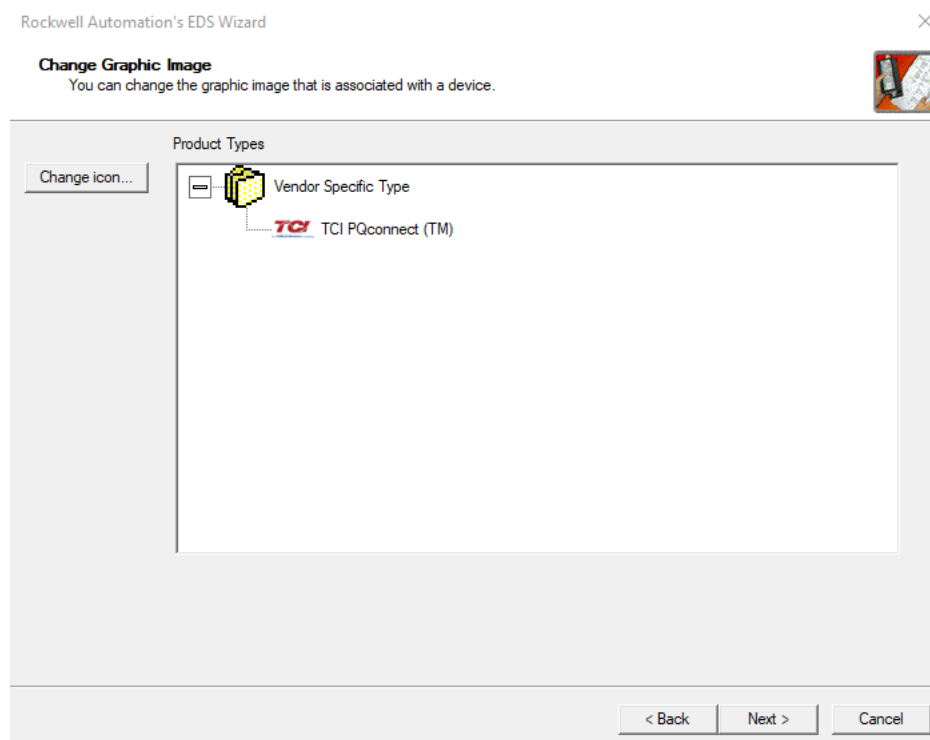 Rockwell Automation's EDS Wizard
Change Graphic Image
You can change the graphic image that is associated with a device.
Product Types
Change icon...
Vendor Specific Type
TCI TCI PQconnect (TM)
< Back Next > Cancel